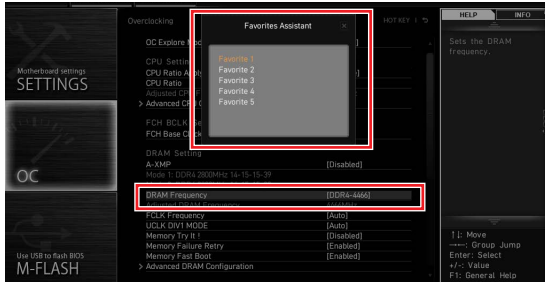 Overclocking
HOT KEY
Favorites Assistant
Favorite 1
Favorite 2
Favorite 3
Favorite 4
Favorite 5
OC Explore
CPU
CPU Ratio
CPU Ratio
Adjusted
> Advanced
FCH BCLK
FCH Base
DRAM Setting
A-XMP [Disabled]
Mode 1: DDR4 2800MHz 14-15-15-39
DRAM Frequency [DDR4-4466]
Adjusted DRAM Frequency 4466MHz
FCLK Frequency [Auto]
UCLK DIV1 MODE [Auto]
Memory Try It ! [Disabled]
Memory Failure Retry [Enabled]
Memory Fast Boot [Enabled]
> Advanced DRAM Configuration
Motherboard settings
SETTINGS
OC
Use USB to flash BIOS
M-FLASH
HELP INFO
Sets the DRAM
frequency.
↑↓: Move
→←: Group Jump
Enter: Select
+/-: Value
F1: General Help